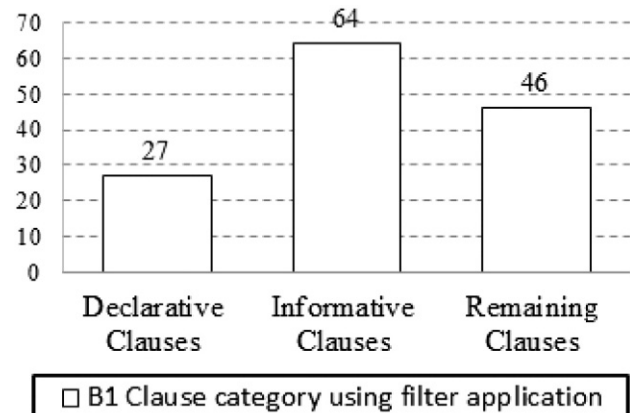 70
60
50
40
30
20
10
0
27
64
46
Declarative Clauses
Informative Clauses
Remaining Clauses
B1 Clause category using filter application